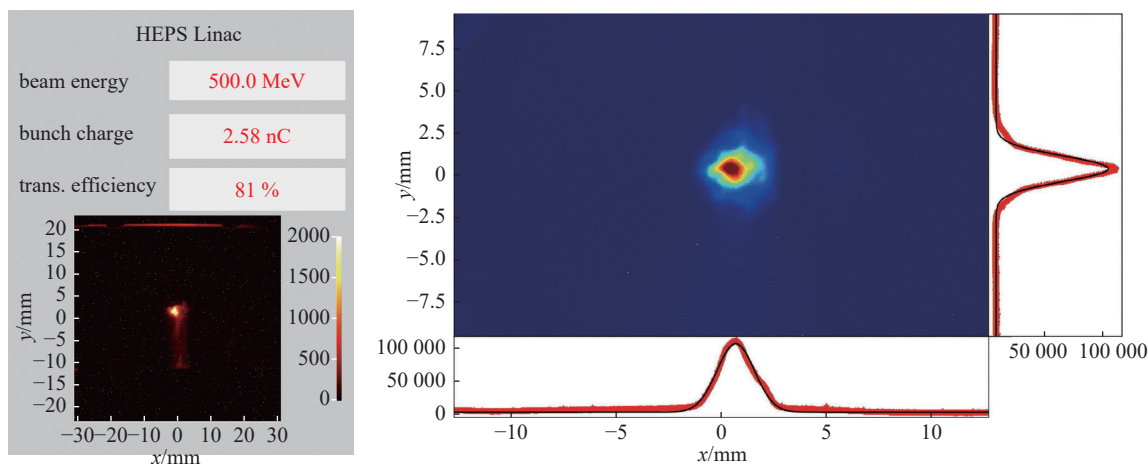 HEPS Linac
beam energy 500.0 MeV
bunch charge 2.58 nC
trans. efficiency 81 %
20
15
10
5
0
−5
−10
−15
−20
y/mm
−30 −20 −10 0 10 20 30
x/mm
2000
1500
1000
500
0
7.5
5.0
2.5
0
−2.5
−5.0
−7.5
y/mm
50 000 100 000
100 000
50 000
0
−10 −5 0 5 10
x/mm